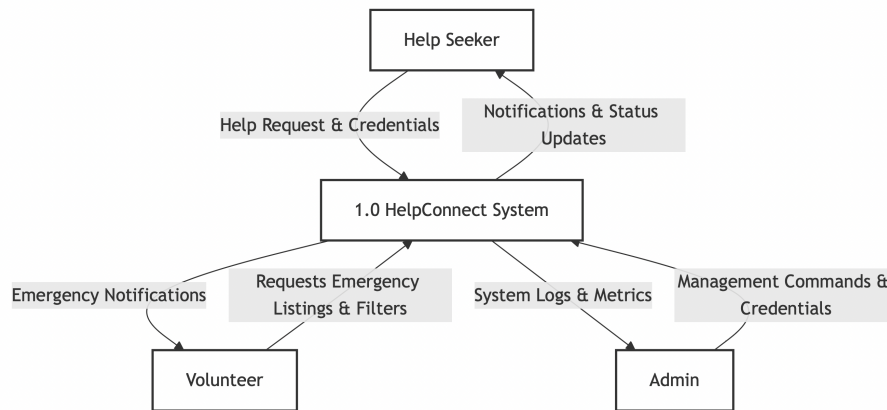 Help Seeker
Help Request & Credentials
Notifications & Status
Updates
1.0 HelpConnect System
Emergency Notifications
Requests Emergency
Listings & Filters
System Logs & Metrics
Management Commands &
Credentials
Volunteer
Admin